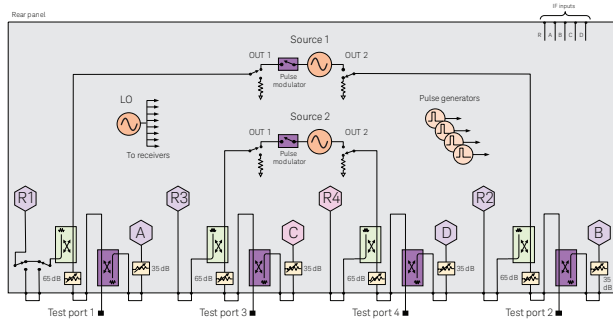 Rear panel
IF inputs
R A B C D
Source 1
OUT 1
OUT 2
Pulse
modulator
LO
To receivers
Source 2
OUT 1
OUT 2
Pulse
modulator
Pulse generators
R1
A
R3
C
R4
D
R2
B
65 dB
35 dB
65 dB
35 dB
65 dB
35 dB
65 dB
35
dB
Test port 1
Test port 3
Test port 4
Test port 2